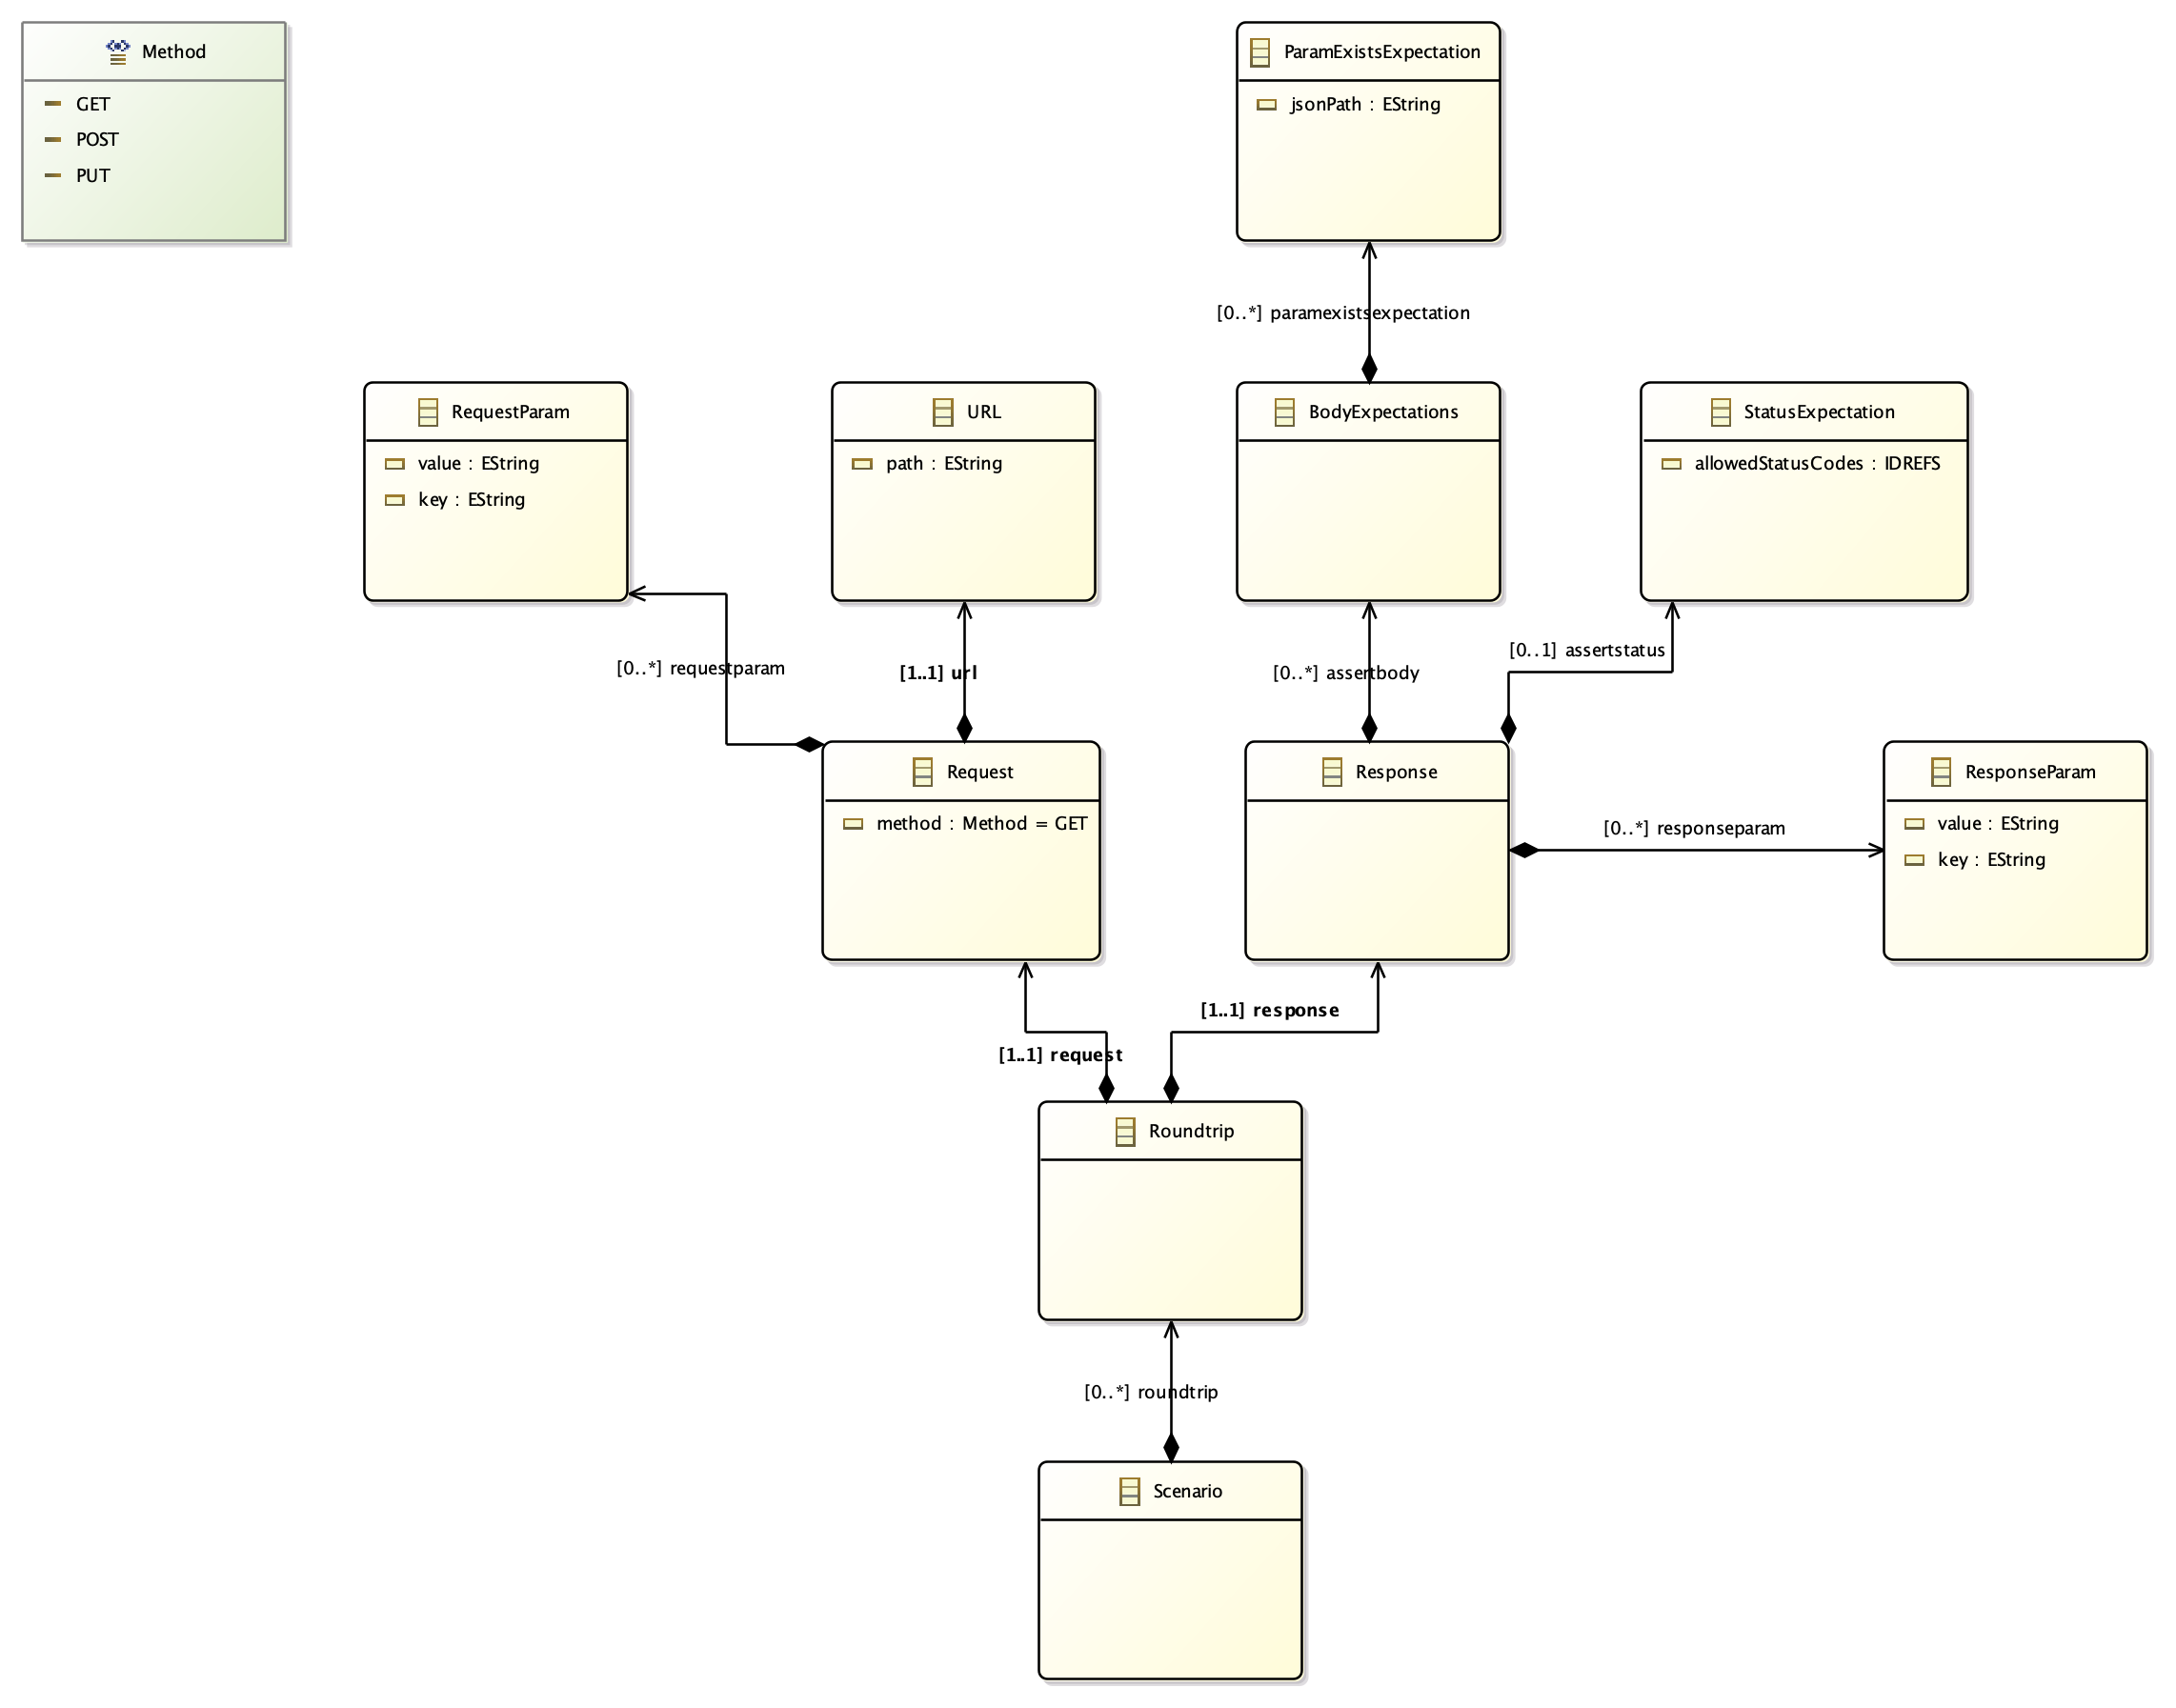 Method
GET
POST
PUT
ParamExistsExpectation
jsonPath : EString
[0..*] paramexistsexpectation
RequestParam
value : EString
key : EString
URL
path : EString
BodyExpectations
StatusExpectation
allowedStatusCodes : IDREFS
[0..*] requestparam
[1..1] url
[0..*] assertbody
[0..1] assertstatus
Request
method : Method = GET
Response
[0..*] responseparam
ResponseParam
value : EString
key : EString
[1..1] request
[1..1] response
Roundtrip
[0..*] roundtrip
Scenario